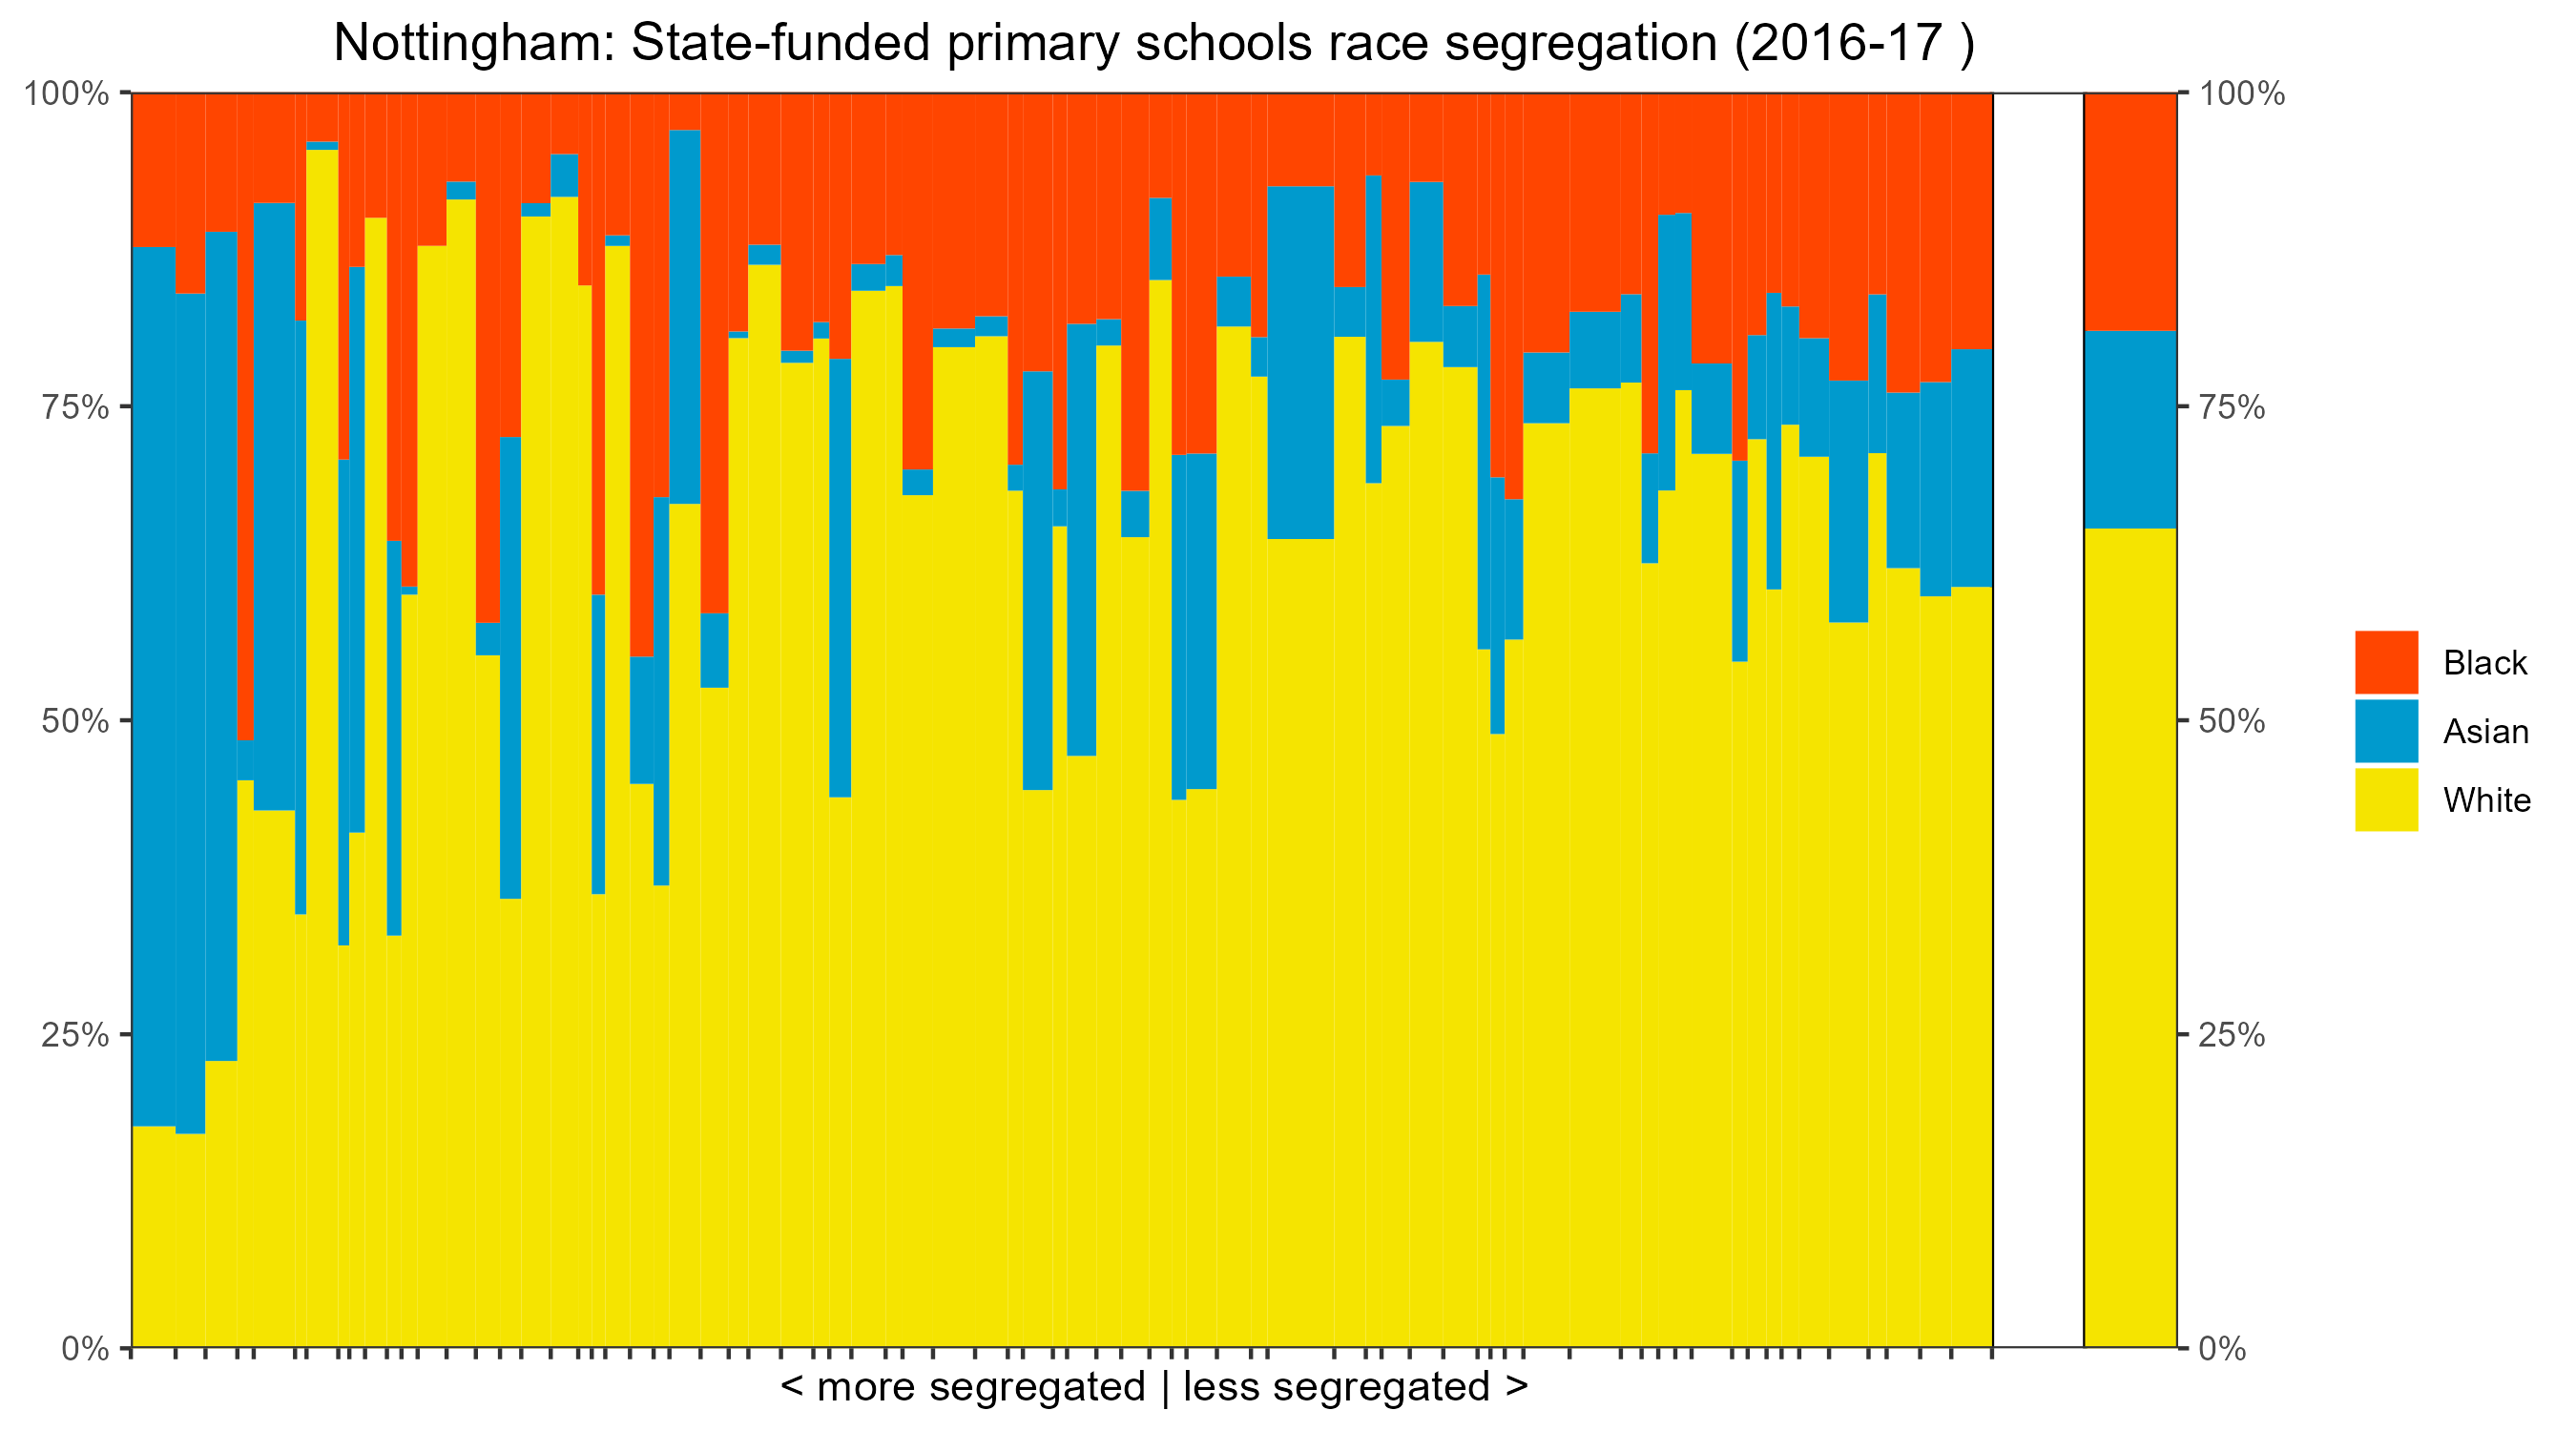 Nottingham: State-funded primary schools race segregation (2016-17 )
100%
75%
50%
25%
0%
100%
75%
50%
25%
0%
Black
Asian
White
< more segregated | less segregated >